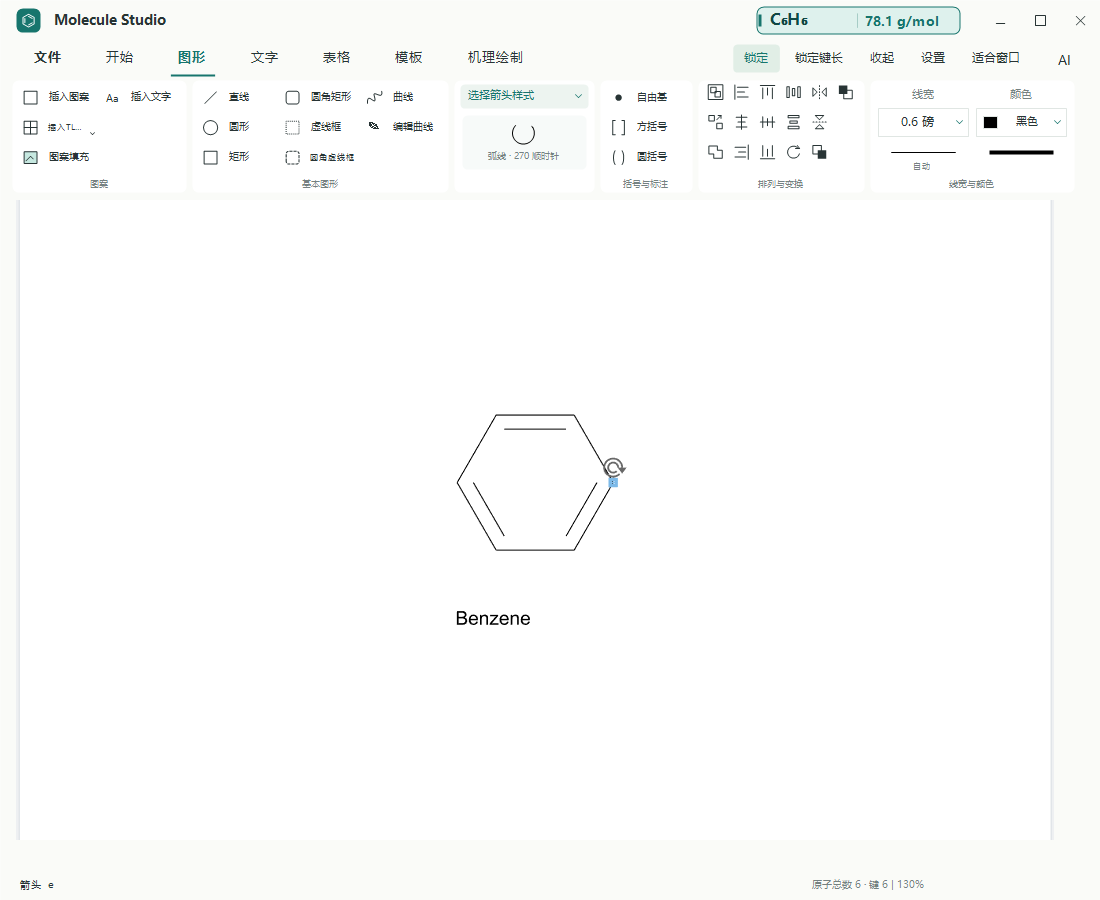 Molecule Studio
C₆H₆ 78.1 g/mol
文件 开始 图形 文字 表格 模板 机理绘制 锁定 锁定键长 收起 设置 适合窗口 AI
插入图案 Aa 插入文字
插入TL...
图案填充
图案
直线 圆角矩形 曲线
圆形 虚线框 编辑曲线
矩形 圆角虚线框
基本图形
选择箭头样式
弧线 · 270 顺时针
自由基
[ ] 方括号
( ) 圆括号
括号与标注
排列与变换
线宽 颜色
0.6 磅 黑色
自动
线宽与颜色
Benzene
箭头 e
原子总数 6 · 键 6 | 130%